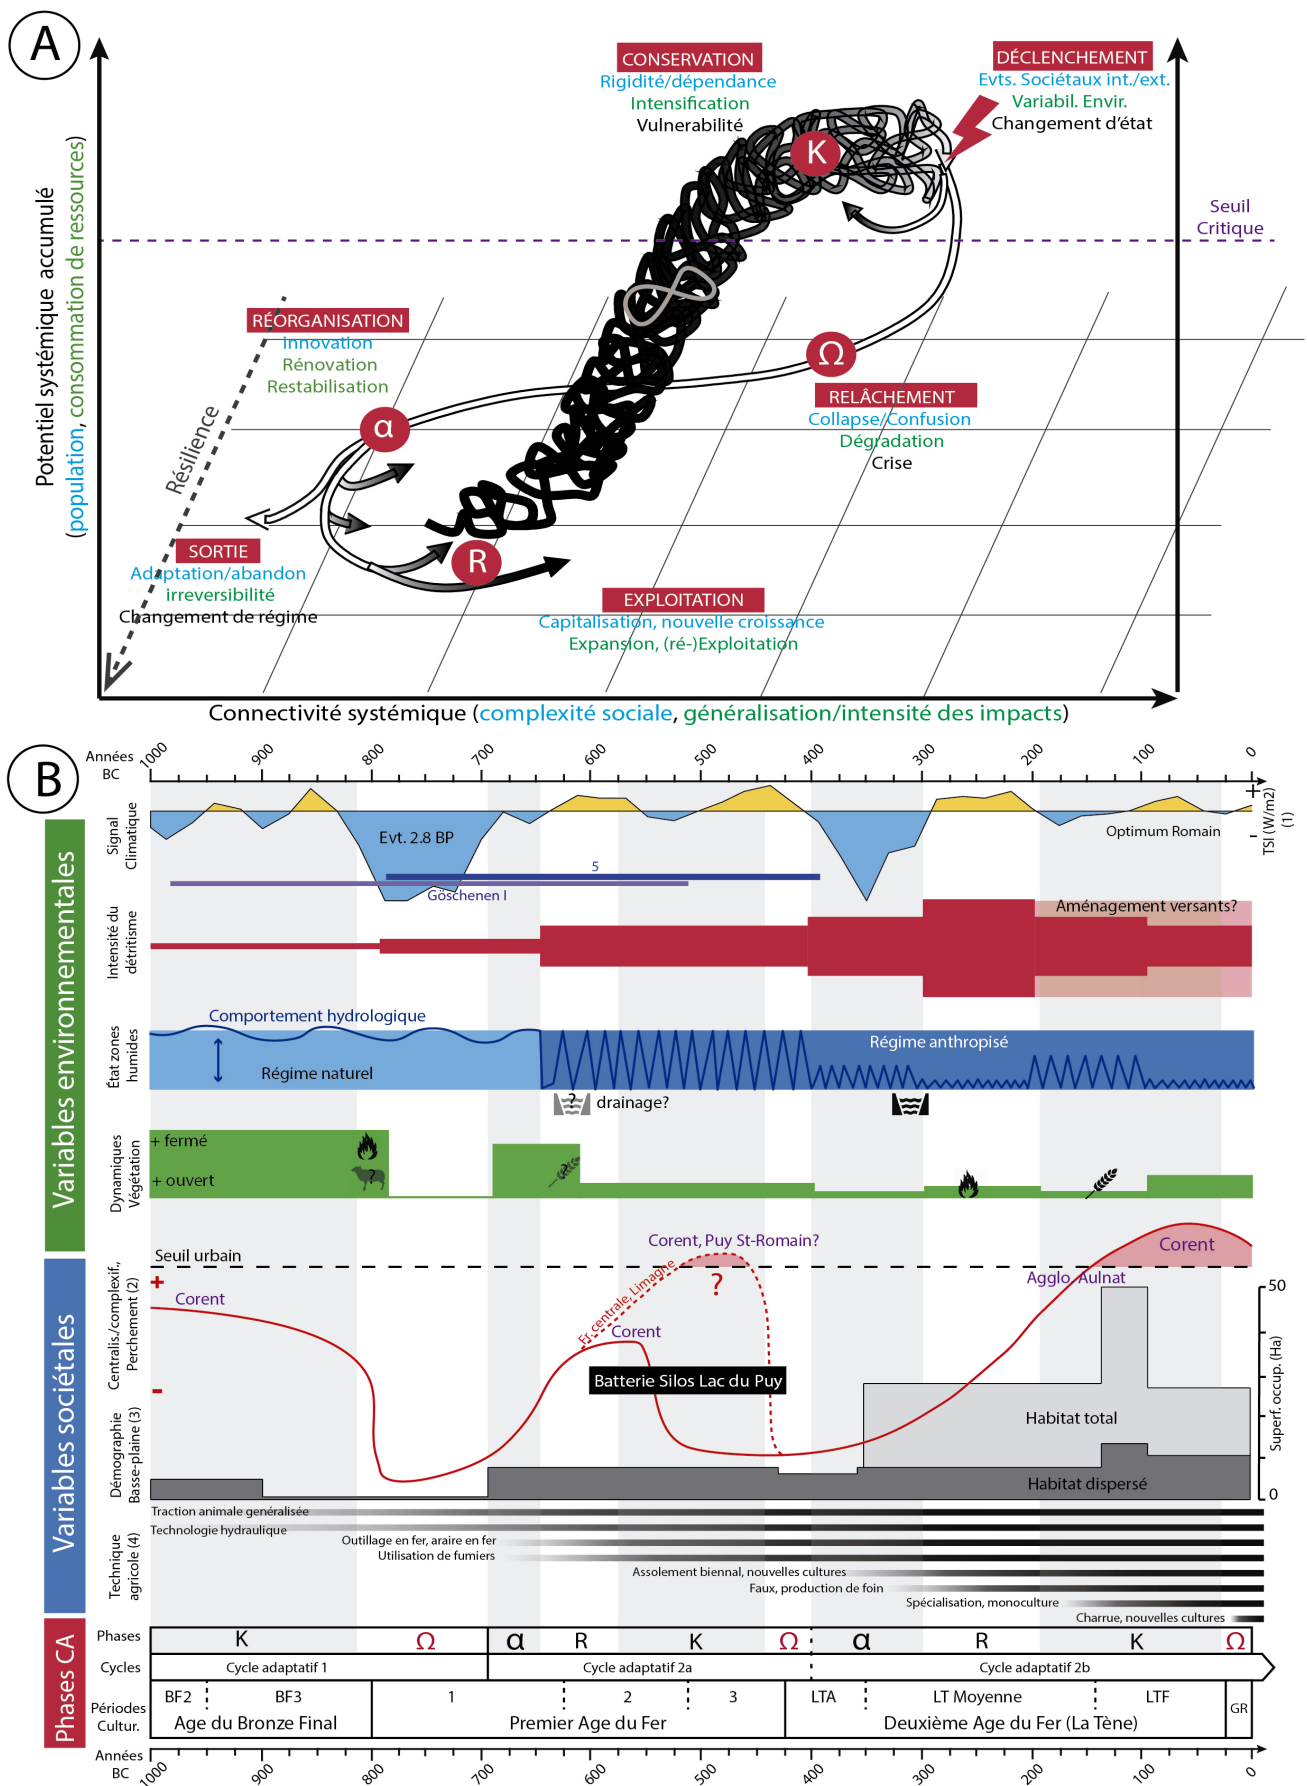 A
CONSERVATION
Rigidité/dépendance
Intensification
Vulnerabilité
DÉCLENCHEMENT
Evts. Sociétaux int./ext.
Variabil. Envir.
Changement d'état
K
Seuil
Critique
Potentiel systémique accumulé
(population, consommation de ressources)
RÉORGANISATION
Innovation
Rénovation
Restabilisation
Résilience
Ω
RELÂCHEMENT
Collapse/Confusion
Dégradation
Crise
α
SORTIE
Adaptation/abandon
irreversibilité
Changement de régime
R
EXPLOITATION
Capitalisation, nouvelle croissance
Expansion, (ré-)Exploitation
Connectivité systémique (complexité sociale, généralisation/intensité des impacts)
B
Années
BC
1000 900 800 700 600 500 400 300 200 100 0
Variables environnementales
Signal
Climatique
Evt. 2.8 BP
Optimum Romain
+
-
TSI (W/m2)
(1)
5
Göschenen I
Intensité du
détritisme
Aménagement versants?
État zones
humides
Comportement hydrologique
Régime naturel
Régime anthropisé
? drainage?
Dynamiques
Végétation
+ fermé
+ ouvert
?
?
Variables sociétales
Seuil urbain
Centralis./complexif.,
Perchement (2)
+
-
Corent
Corent, Puy St-Romain?
?
Fr. centrale, Limagne
Corent
Batterie Silos Lac du Puy
Agglo. Aulnat
Corent
50
0
Superf. occup. (Ha)
Démographie
Basse-plaine (3)
Habitat total
Habitat dispersé
Technique
agricole (4)
Traction animale genéralisée
Technologie hydraulique
Outillage en fer, araire en fer
Utilisation de fumiers
Assolement biennal, nouvelles cultures
Faux, production de foin
Spécialisation, monoculture
Charrue, nouvelles cultures
Phases CA
Phases K Ω α R K Ω α R K Ω
Cycles Cycle adaptatif 1 Cycle adaptatif 2a Cycle adaptatif 2b
Périodes
Cultur.
BF2 BF3 1 2 3 LTA LT Moyenne LTF GR
Age du Bronze Final Premier Age du Fer Deuxième Age du Fer (La Tène)
Années
BC
1000 900 800 700 600 500 400 300 200 100 0